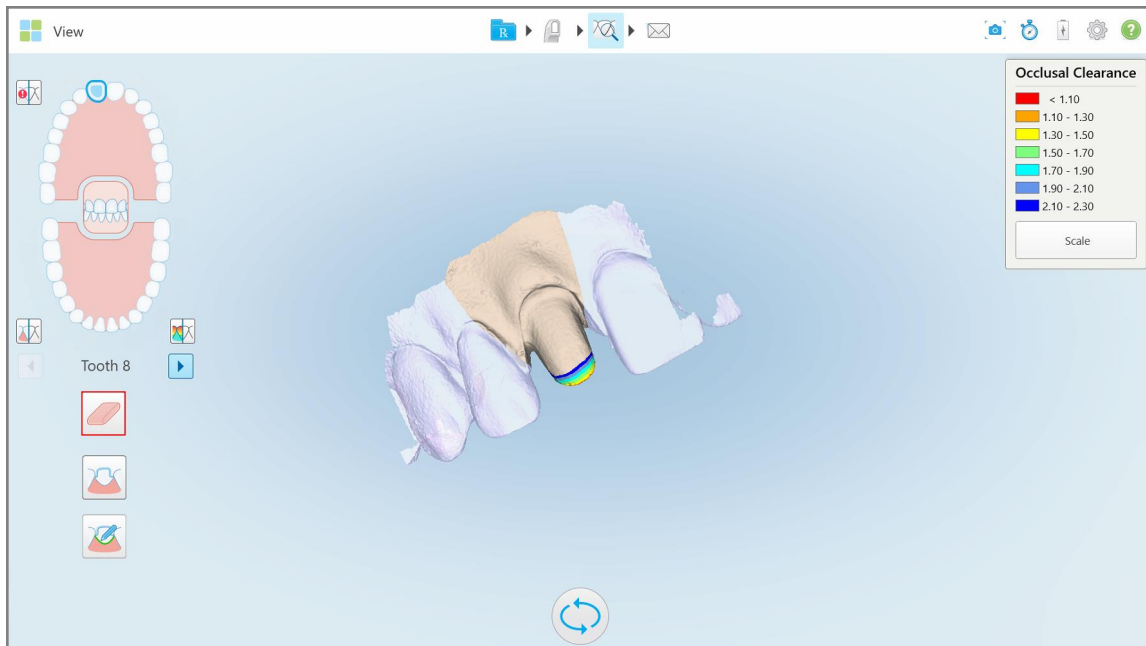 View
R
Occlusal Clearance
< 1.10
1.10 - 1.30
1.30 - 1.50
1.50 - 1.70
1.70 - 1.90
1.90 - 2.10
2.10 - 2.30
Scale
Tooth 8